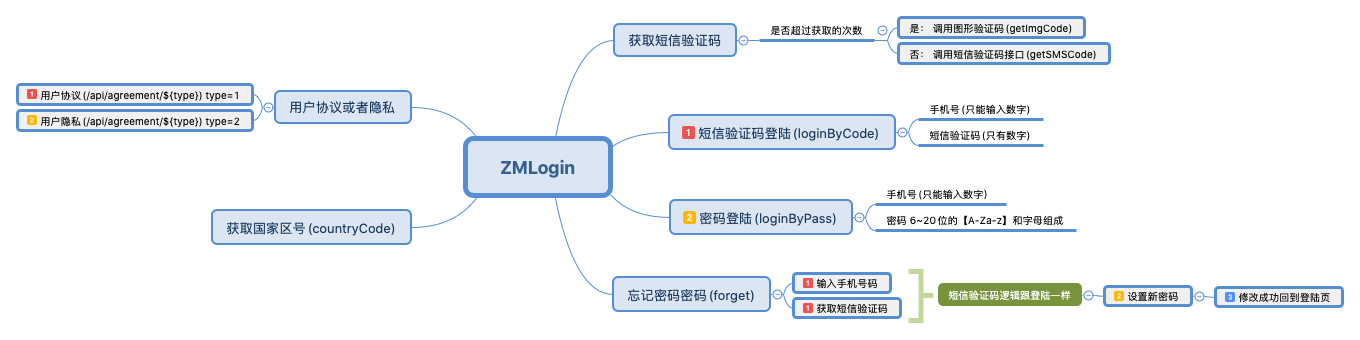 ZMLogin
获取短信验证码
是否超过获取的次数
是： 调用图形验证码 (getImgCode)
否： 调用短信验证码接口 (getSMSCode)
1 短信验证码登陆 (loginByCode)
手机号 (只能输入数字)
短信验证码 (只有数字)
2 密码登陆 (loginByPass)
手机号 (只能输入数字)
密码 6~20 位的【A-Za-z】和字母组成
忘记密码密码 (forget)
1 输入手机号码
1 获取短信验证码
短信验证码逻辑跟登陆一样
2 设置新密码
3 修改成功回到登陆页
用户协议或者隐私
1 用户协议 (/api/agreement/${type}) type=1
2 用户隐私 (/api/agreement/${type}) type=2
获取国家区号 (countryCode)